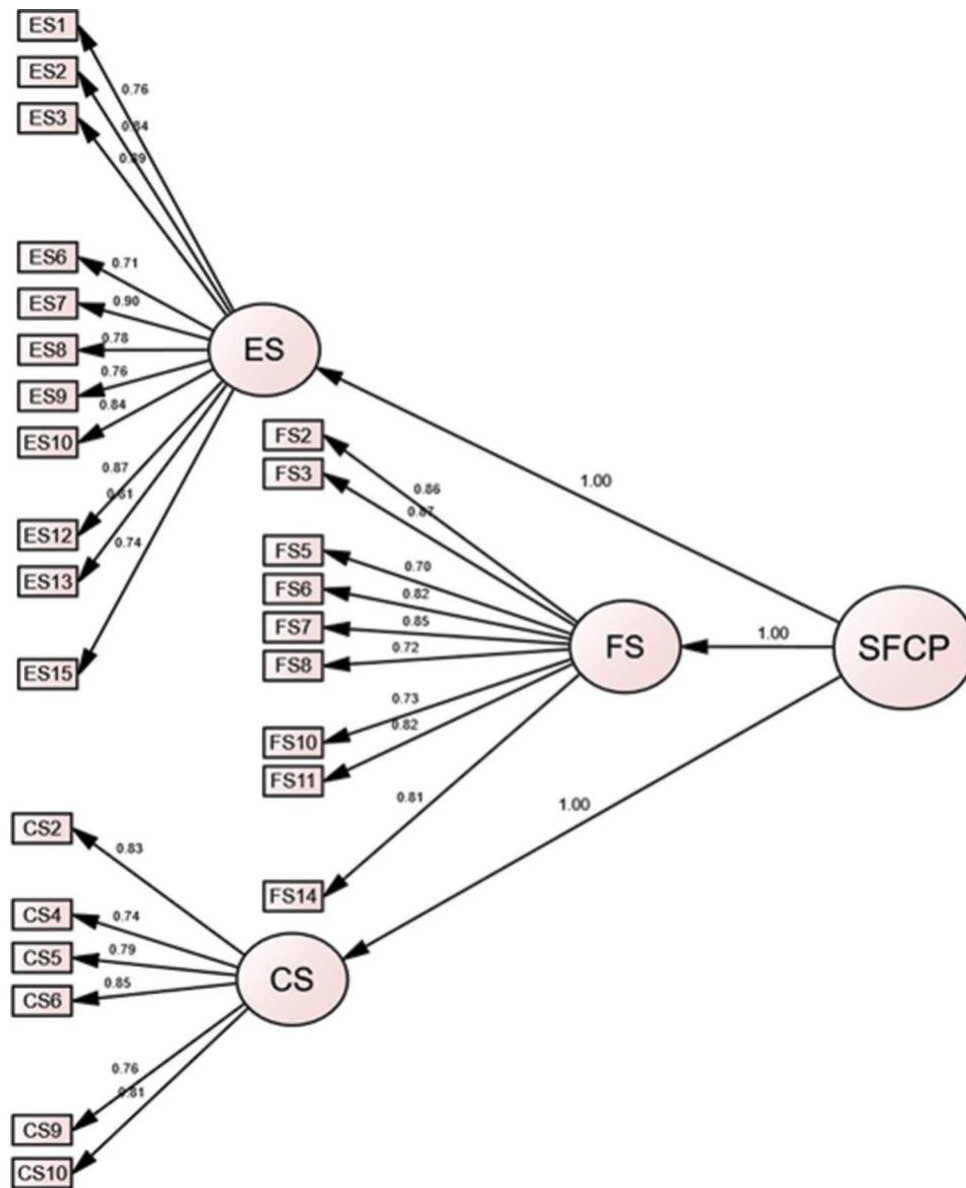 ES1
ES2
0.76
ES3
0.84
0.89
ES6
0.71
ES7
0.90
ES8
0.78
ES
ES9
0.76
ES10
0.84
0.87
0.81
ES12
0.74
ES13
ES15
FS2
FS3
0.86
0.87
1.00
FS5
0.70
FS6
0.82
FS7
0.85
FS8
0.72
FS
1.00
SFCP
0.73
FS10
0.82
FS11
0.81
1.00
FS14
CS2
0.83
CS4
0.74
CS5
0.79
CS6
0.85
CS
0.76
0.81
CS9
CS10